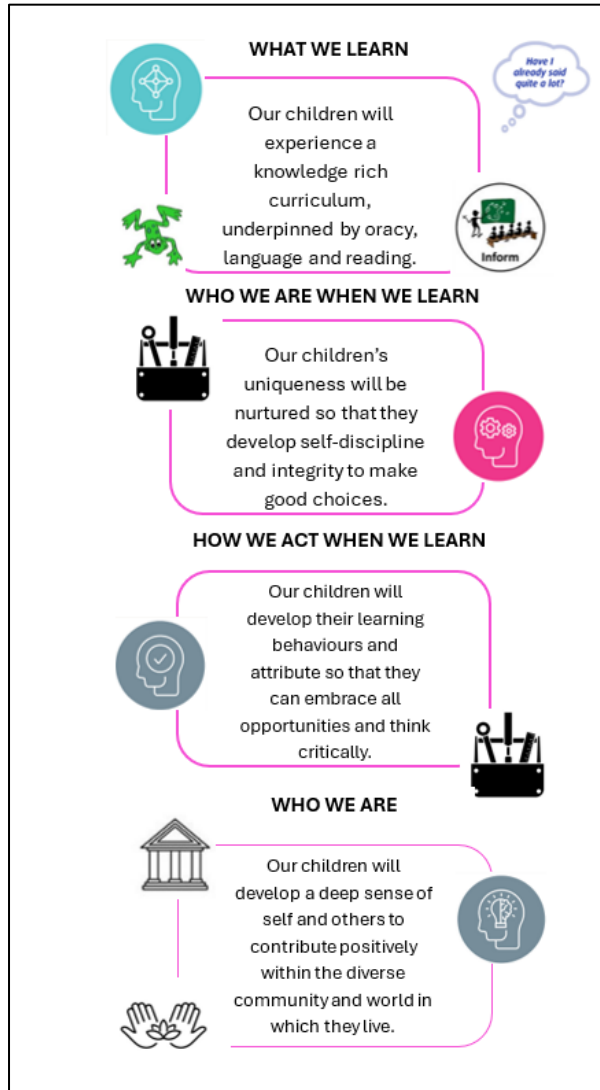 WHAT WE LEARN
Have I
already said
quite a lot?
Our children will
experience a
knowledge rich
curriculum,
underpinned by oracy,
language and reading.
Inform
WHO WE ARE WHEN WE LEARN
Our children’s
uniqueness will be
nurtured so that they
develop self-discipline
and integrity to make
good choices.
HOW WE ACT WHEN WE LEARN
Our children will
develop their learning
behaviours and
attribute so that they
can embrace all
opportunities and think
critically.
WHO WE ARE
Our children will
develop a deep sense of
self and others to
contribute positively
within the diverse
community and world in
which they live.